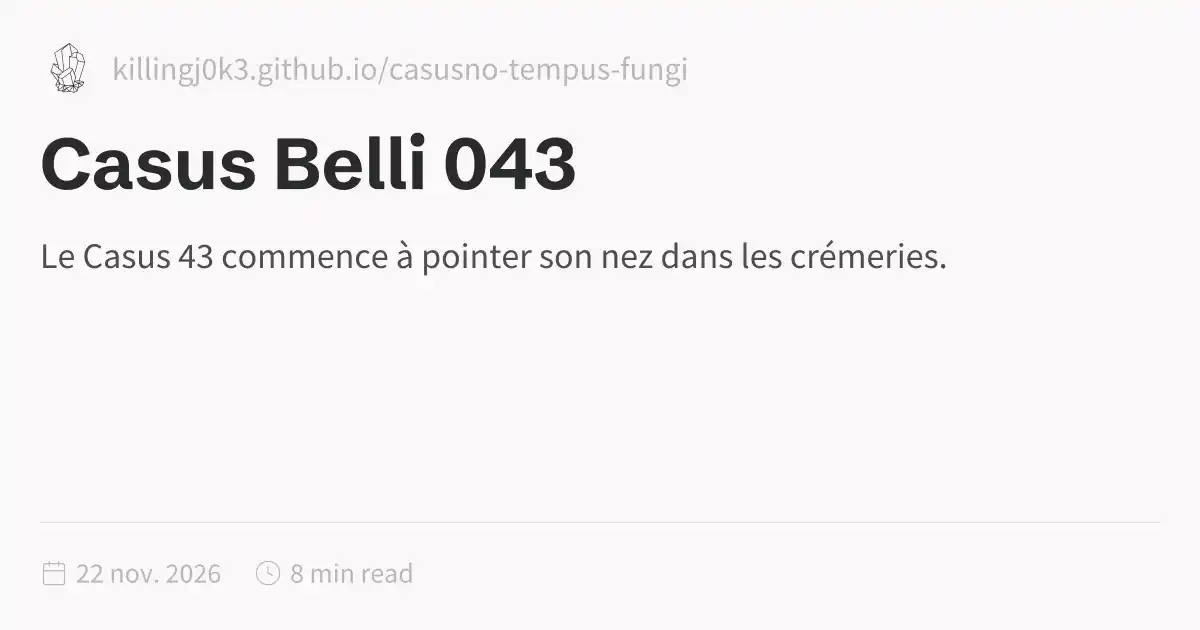 killingj0k3.github.io/casusno-tempus-fungi
Casus Belli 043
Le Casus 43 commence à pointer son nez dans les crémeries.
22 nov. 2026 8 min read